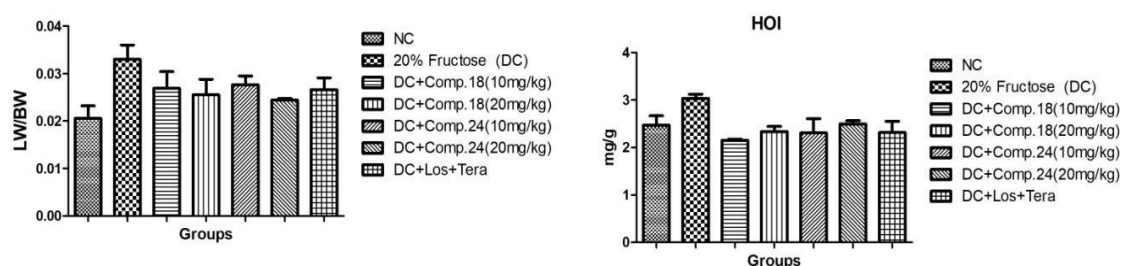 0.04
0.03
0.02
0.01
0.00
LW/BW
Groups
NC
20% Fructose (DC)
DC+Comp.18(10mg/kg)
DC+Comp.18(20mg/kg)
DC+Comp.24(10mg/kg)
DC+Comp.24(20mg/kg)
DC+Los+Tera
HOI
4
3
2
1
0
mg/g
Groups
NC
20% Fructose (DC)
DC+Comp.18(10mg/kg)
DC+Comp.18(20mg/kg)
DC+Comp.24(10mg/kg)
DC+Comp.24(20mg/kg)
DC+Los+Tera